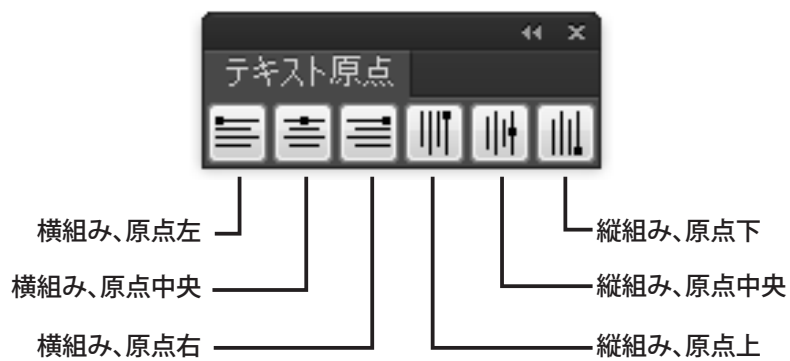 テキスト原点
横組み、原点左
縦組み、原点下
横組み、原点中央
縦組み、原点中央
横組み、原点右
縦組み、原点上